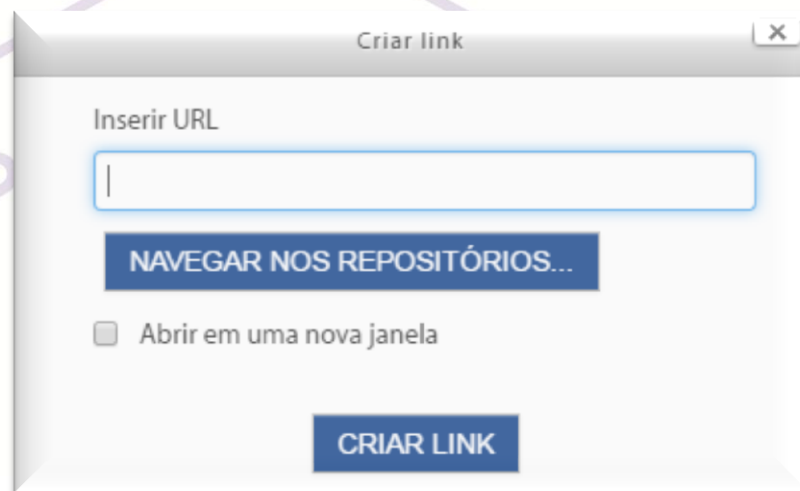 Criar link
Inserir URL
NAVEGAR NOS REPOSITÓRIOS...
Abrir em uma nova janela
CRIAR LINK